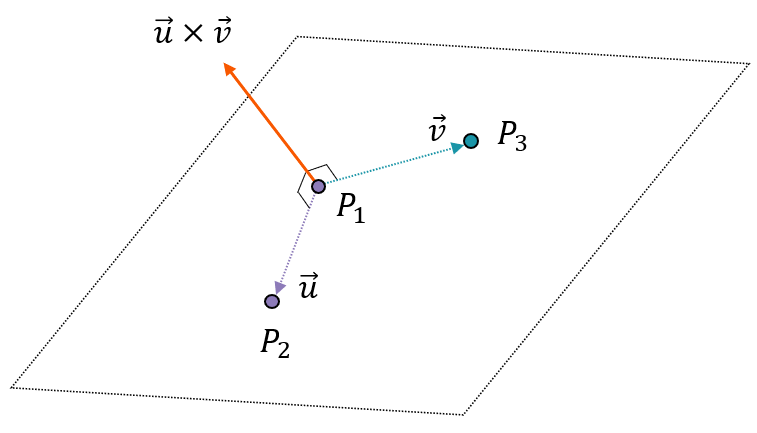 u⃗ × v⃗
v⃗
P₃
P₁
u⃗
P₂